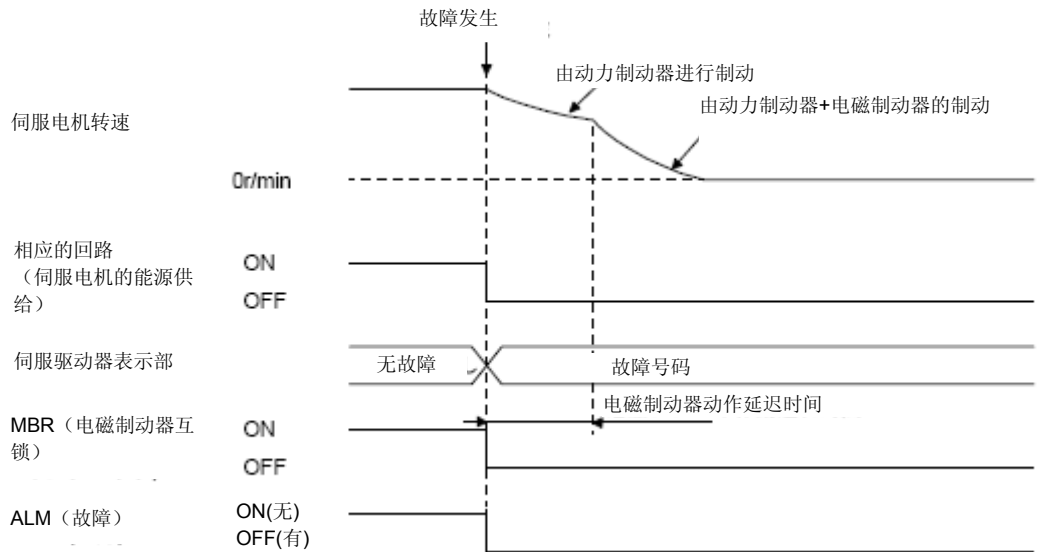 故障发生
由动力制动器进行制动
由动力制动器+电磁制动器的制动
伺服电机转速
0r/min
相应的回路
（伺服电机的能源供
给）
ON
OFF
伺服驱动器表示部
无故障
故障号码
电磁制动器动作延迟时间
MBR（电磁制动器互
锁）
ON
OFF
ALM（故障）
ON(无)
OFF(有)